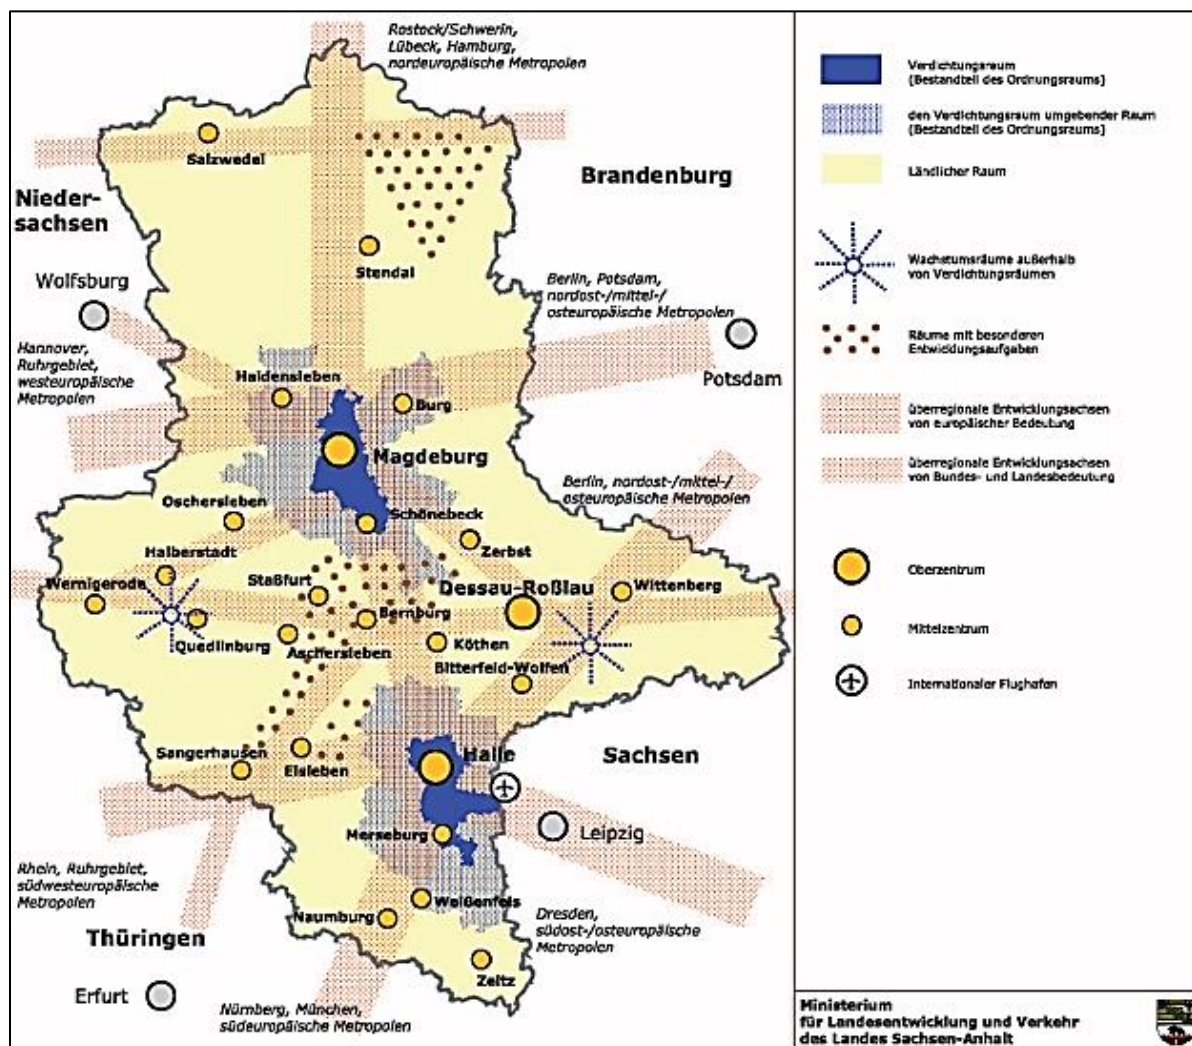 Rostock/Schwerin,
Lübeck, Hamburg,
nordeuropäische Metropolen
Salzwedel
Brandenburg
Nieder-
sachsen
Stendal
Wolfsburg
Berlin, Potsdam,
nordost-/mittel-/
osteuropäische Metropolen
Hannover,
Ruhrgebiet,
westeuropäische
Metropolen
Potsdam
Haldensleben
Burg
Magdeburg
Berlin, nordost-/mittel-/
osteuropäische Metropolen
Oschersleben
Schönebeck
Halberstadt
Zerbst
Wernigerode
Staßfurt
Dessau-Roßlau
Wittenberg
Bernburg
Quedlinburg
Aschersleben
Köthen
Bitterfeld-Wolfen
Sangerhausen
Eisleben
Halle
Sachsen
Merseburg
Leipzig
Rhein, Ruhrgebiet,
südwesteuropäische
Metropolen
Weißenfels
Naumburg
Dresden,
südost-/osteuropäische
Metropolen
Thüringen
Zeitz
Erfurt
Nürnberg, München,
südeuropäische Metropolen
Verdichtungsraum
(Bestandteil des Ordnungsraums)
den Verdichtungsraum umgebender Raum
(Bestandteil des Ordnungsraums)
Ländlicher Raum
Wachstumsräume außerhalb
von Verdichtungsräumen
Räume mit besonderen
Entwicklungsaufgaben
überregionale Entwicklungsachsen
von europäischer Bedeutung
überregionale Entwicklungsachsen
von Bundes- und Landesbedeutung
Oberzentrum
Mittelzentrum
Internationaler Flughafen
Ministerium
für Landesentwicklung und Verkehr
des Landes Sachsen-Anhalt